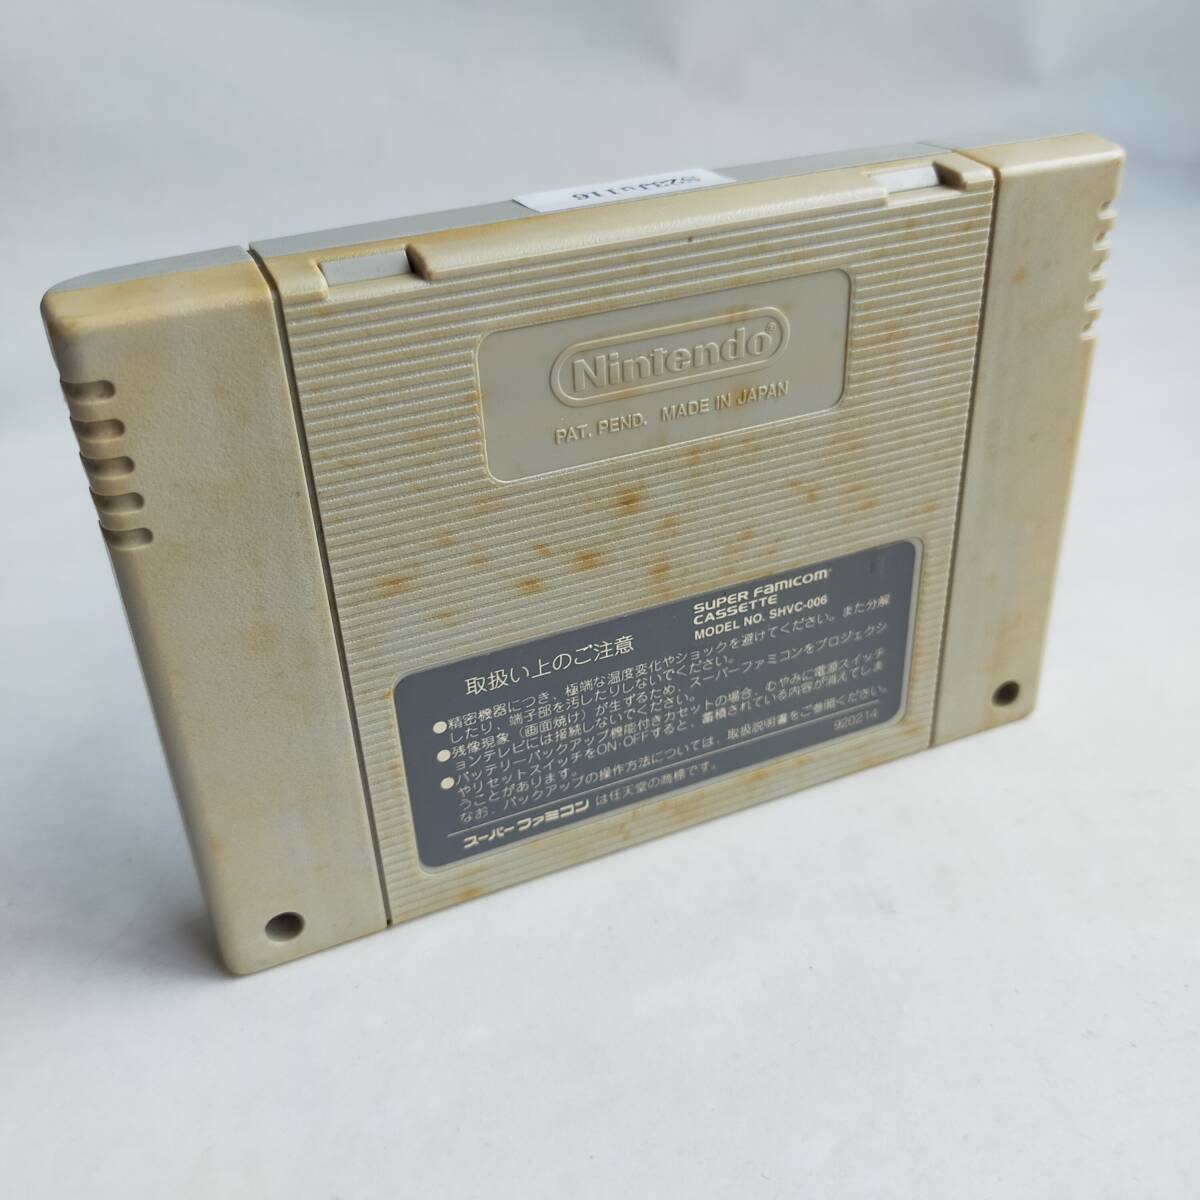 Nintendo®
PAT. PEND. MADE IN JAPAN
SUPER FAMICOM
CASSETTE
MODEL NO. SHVC-006
取扱い上のご注意
●精密機器につき、極端な温度変化やショックを避けてください。また分解
したり、端子部を汚したりしないでください。
●残像現象（画面焼け）が生ずるため、スーパーファミコンをプロジェクシ
ョンテレビには接続しないでください。
●バッテリーバックアップ機能付きカセットの場合、むやみに電源スイッチ
やリセットスイッチをON・OFFすると、蓄積されている内容が消えてしま
うことがあります。
なお、バックアップの操作方法については、取扱説明書をご参照ください。
スーパーファミコンは任天堂の商標です。
920214